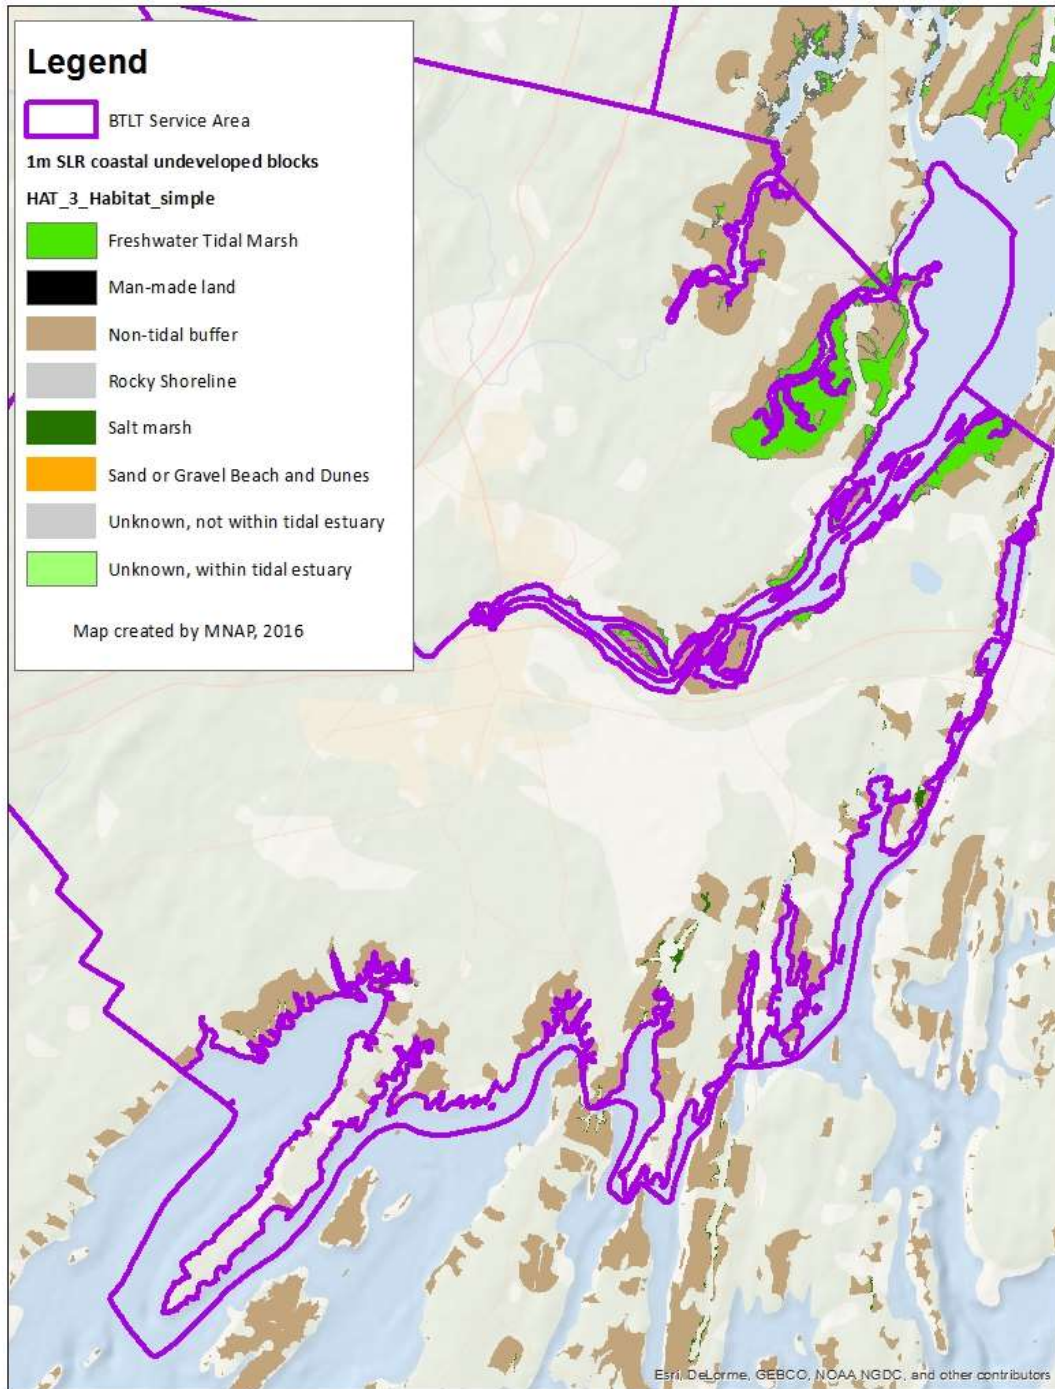 Legend
BTLT Service Area
1m SLR coastal undeveloped blocks
HAT_3_Habitat_simple
Freshwater Tidal Marsh
Man-made land
Non-tidal buffer
Rocky Shoreline
Salt marsh
Sand or Gravel Beach and Dunes
Unknown, not within tidal estuary
Unknown, within tidal estuary
Map created by MNAP, 2016
Esri, DeLorme, GEBCO, NOAA NGDC, and other contributors